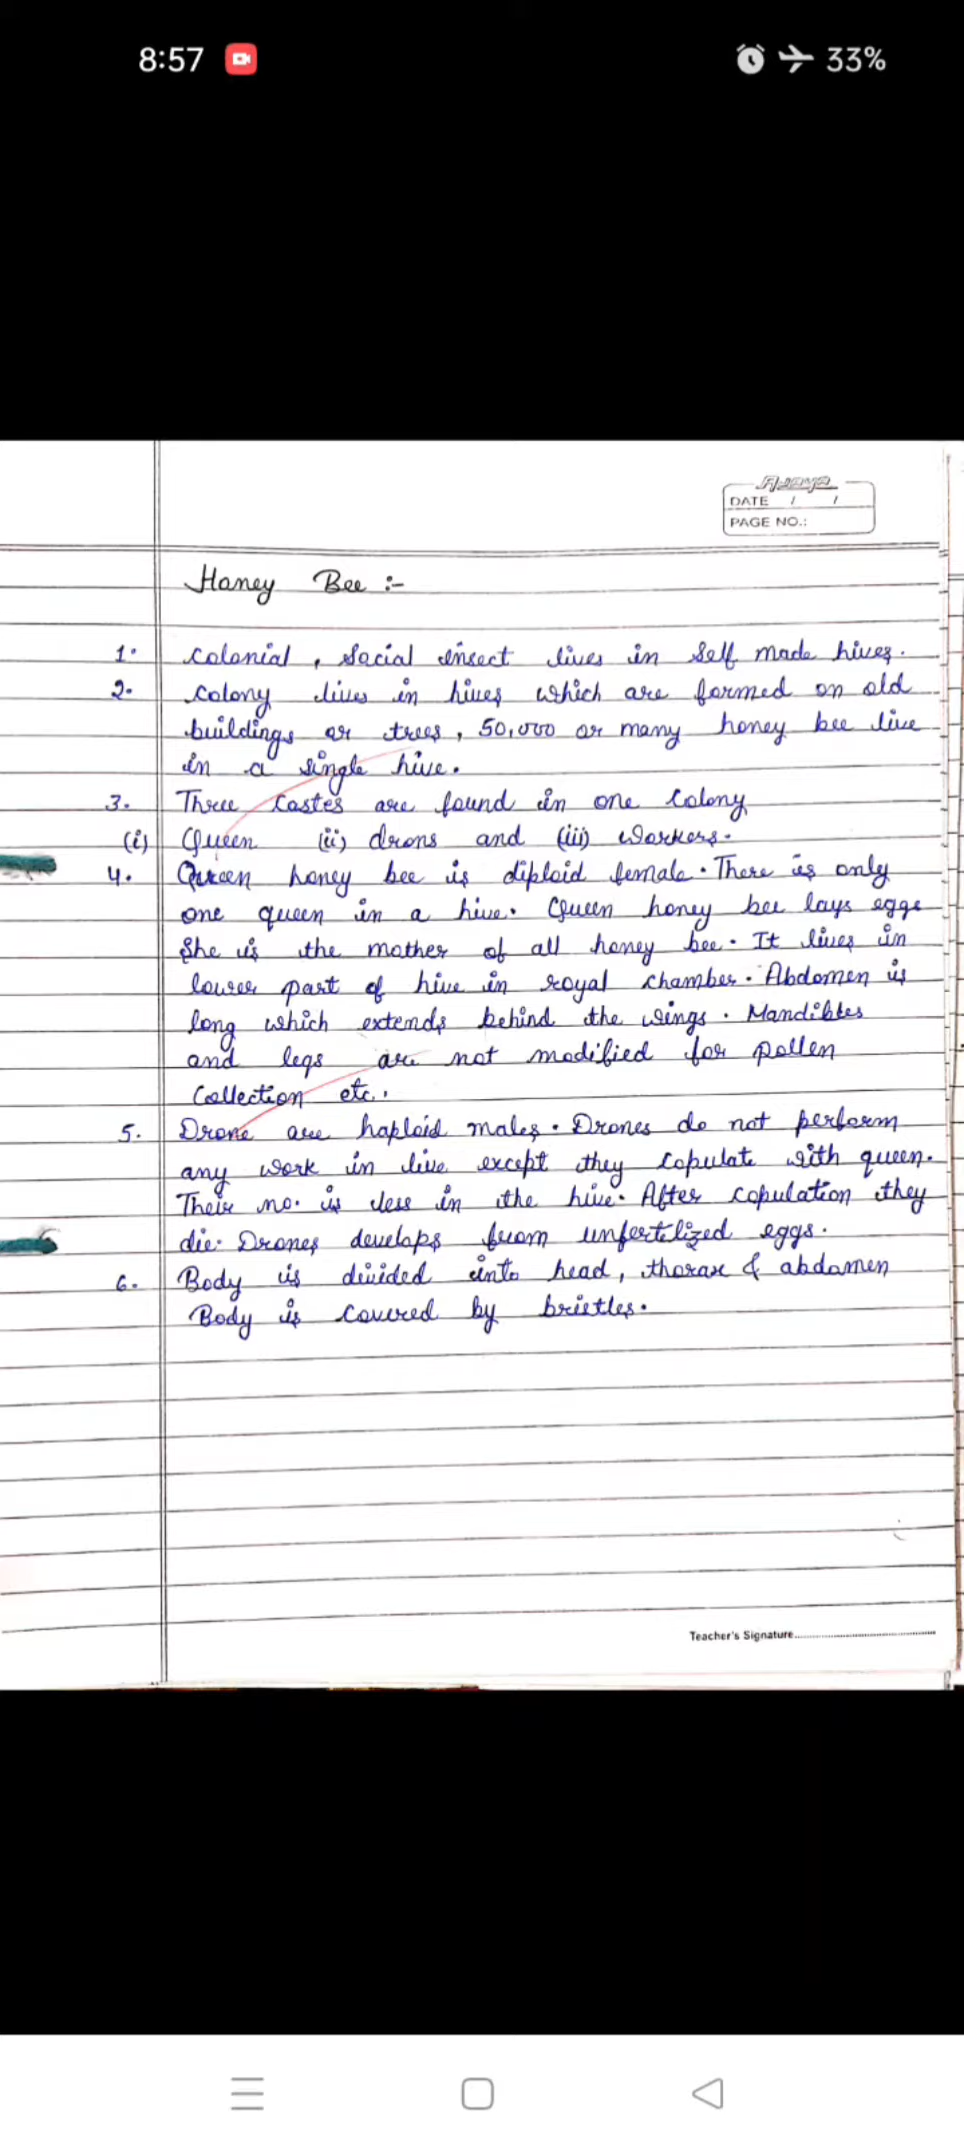 8:57 33%
Ajaya
DATE / /
PAGE NO.:
Honey Bee :-
1. Colonial, Social insect lives in self made hives.
2. Colony lives in hives which are formed on old
buildings or trees, 50,000 or many honey bee live
in a single hive.
3. Three castes are found in one colony
(i) Queen (ii) drons and (iii) workers.
4. Queen honey bee is diploid female. There is only
one queen in a hive. Queen honey bee lays eggs
She is the mother of all honey bee. It lives in
lower part of hive in royal chamber. Abdomen is
long which extends behind the wings. Mandibles
and legs are not modified for pollen
Collection etc.
5. Drone are haploid males. Drones do not perform
any work in live except they copulate with queen.
Their no. is less in the hive. After copulation they
die. Drones develops from unfertilized eggs.
6. Body is divided into head, thorax & abdomen
Body is covered by bristles.
Teacher's Signature